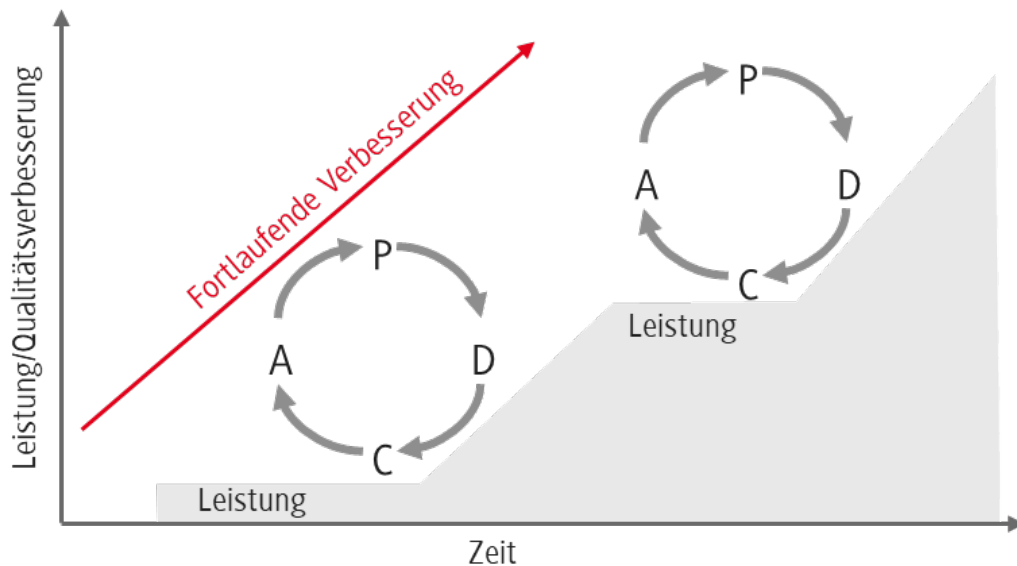 Leistung/Qualitätsverbesserung
Fortlaufende Verbesserung
P
D
C
A
Leistung
P
D
C
A
Leistung
Zeit